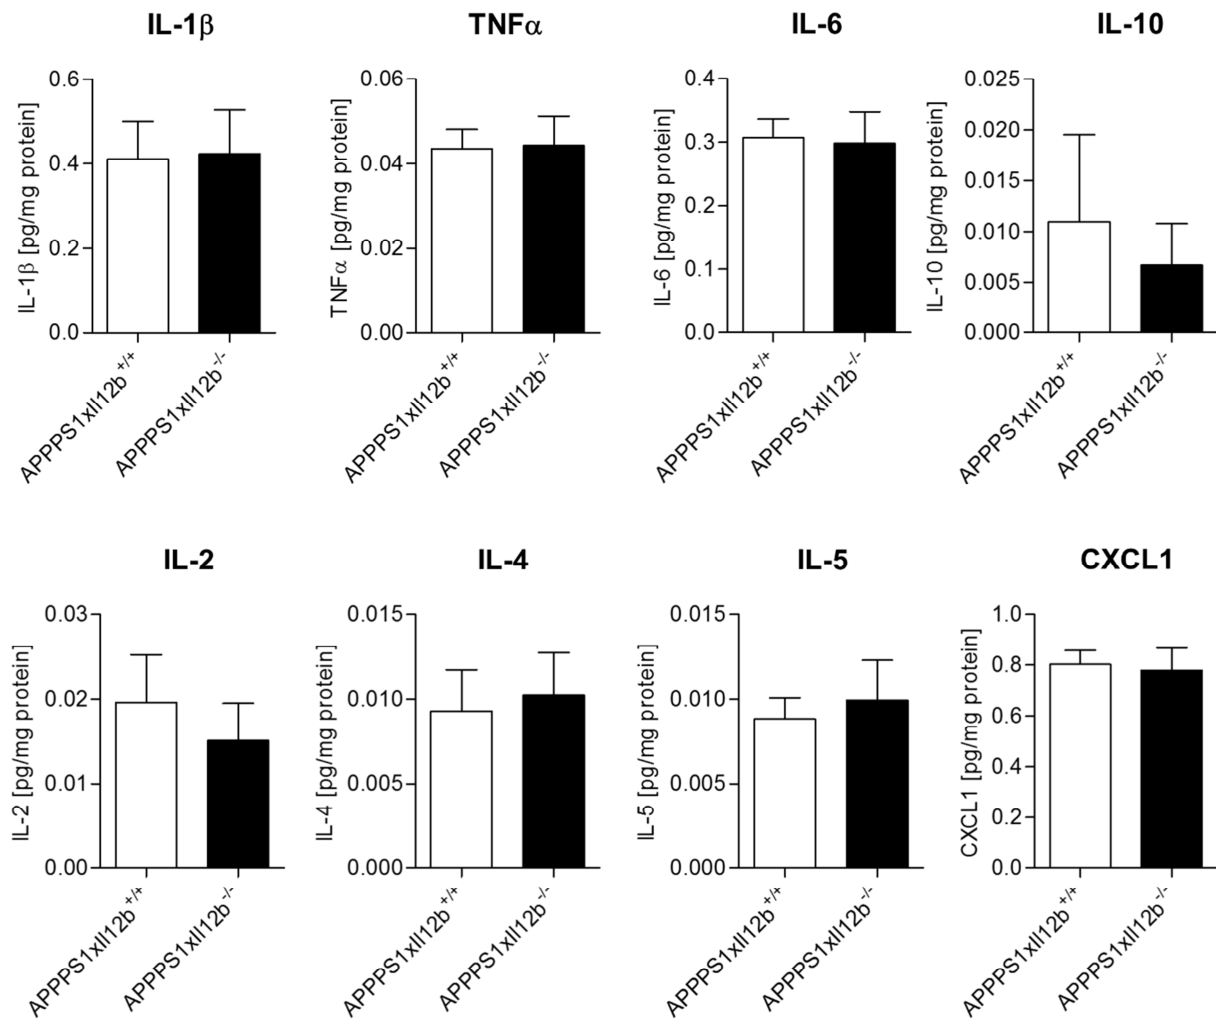 IL-1β
TNFα
IL-6
IL-10
IL-1β [pg/mg protein]
0.6
0.4
0.2
0.0
APPPS1xIl12b+/+
APPPS1xIl12b-/-
TNFα [pg/mg protein]
0.06
0.04
0.02
0.00
APPPS1xIl12b+/+
APPPS1xIl12b-/-
IL-6 [pg/mg protein]
0.4
0.3
0.2
0.1
0.0
APPPS1xIl12b+/+
APPPS1xIl12b-/-
IL-10 [pg/mg protein]
0.025
0.020
0.015
0.010
0.005
0.000
APPPS1xIl12b+/+
APPPS1xIl12b-/-
IL-2
IL-4
IL-5
CXCL1
IL-2 [pg/mg protein]
0.03
0.02
0.01
0.00
APPPS1xIl12b+/+
APPPS1xIl12b-/-
IL-4 [pg/mg protein]
0.015
0.010
0.005
0.000
APPPS1xIl12b+/+
APPPS1xIl12b-/-
IL-5 [pg/mg protein]
0.015
0.010
0.005
0.000
APPPS1xIl12b+/+
APPPS1xIl12b-/-
CXCL1 [pg/mg protein]
1.0
0.8
0.6
0.4
0.2
0.0
APPPS1xIl12b+/+
APPPS1xIl12b-/-